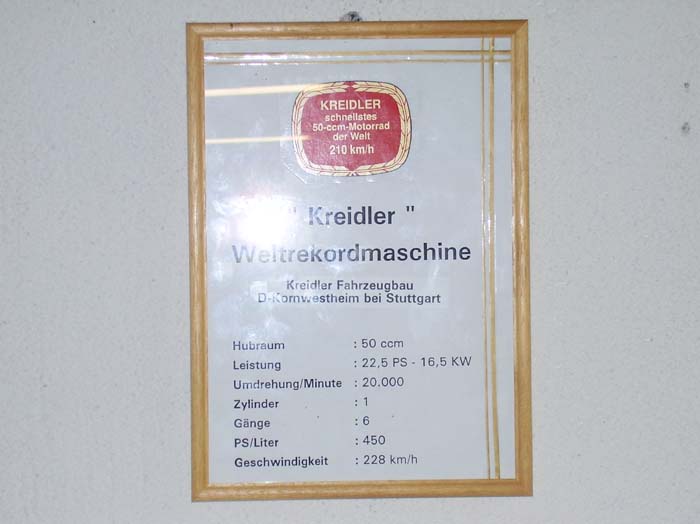 KREIDLER
schnellstes
50-ccm-Motorrad
der Welt
210 km/h
" Kreidler "
Weltrekordmaschine
Kreidler Fahrzeugbau
D-Kornwestheim bei Stuttgart
Hubraum : 50 ccm
Leistung : 22,5 PS - 16,5 KW
Umdrehung/Minute : 20.000
Zylinder : 1
Gänge : 6
PS/Liter : 450
Geschwindigkeit : 228 km/h